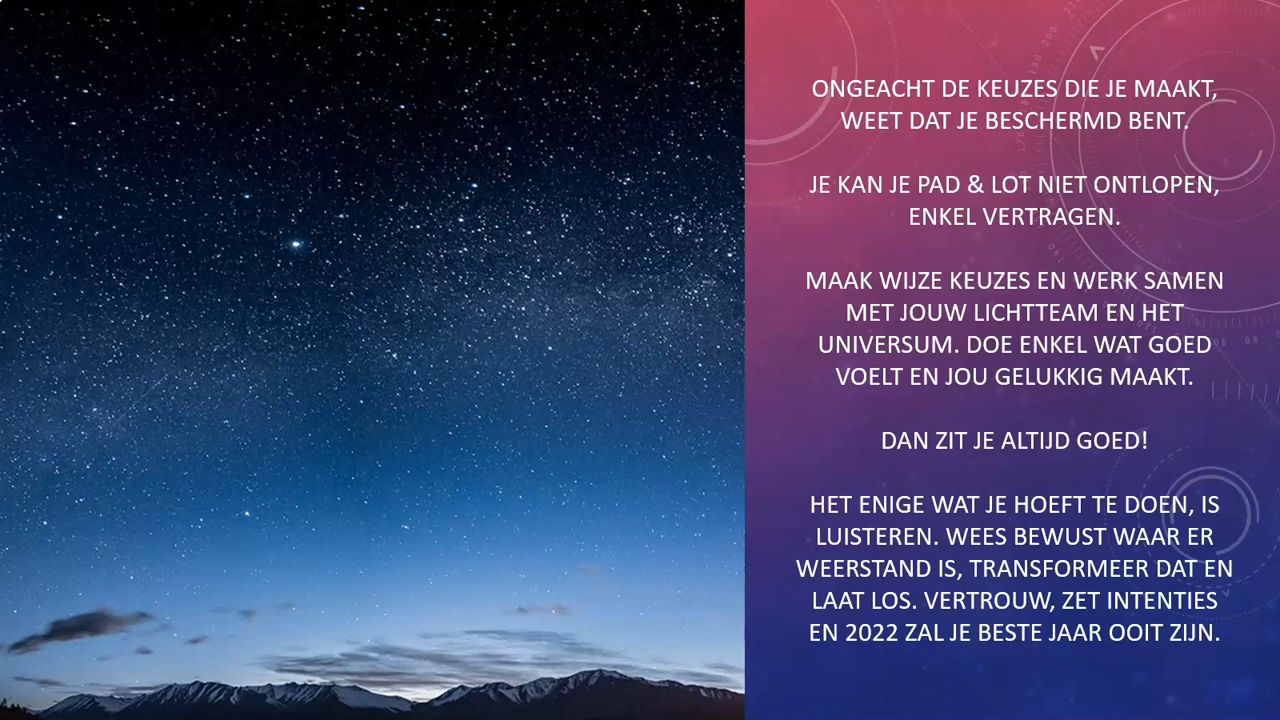 ONGEACHT DE KEUZES DIE JE MAAKT,
WEET DAT JE BESCHERMD BENT.
JE KAN JE PAD & LOT NIET ONTLOPEN,
ENKEL VERTRAGEN.
MAAK WIJZE KEUZES EN WERK SAMEN
MET JOUW LICHTTEAM EN HET
UNIVERSUM. DOE ENKEL WAT GOED
VOELT EN JOU GELUKKIG MAAKT.
DAN ZIT JE ALTIJD GOED!
HET ENIGE WAT JE HOEFT TE DOEN, IS
LUISTEREN. WEES BEWUST WAAR ER
WEERSTAND IS, TRANSFORMEER DAT EN
LAAT LOS. VERTROUW, ZET INTENTIES
EN 2022 ZAL JE BESTE JAAR OOIT ZIJN.